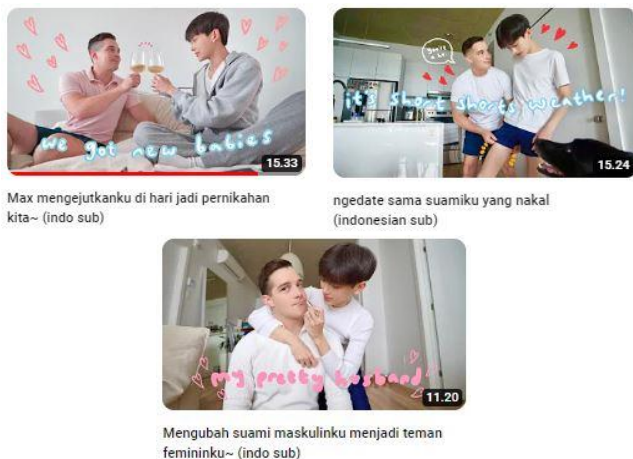 we got new babies
15.33
Max mengejutkanku di hari jadi pernikahan
kita~ (indo sub)
it's short shorts weather!
15.24
ngedate sama suamiku yang nakal
(indonesian sub)
my pretty husband
11.20
Mengubah suami maskulinku menjadi teman
femininku~ (indo sub)